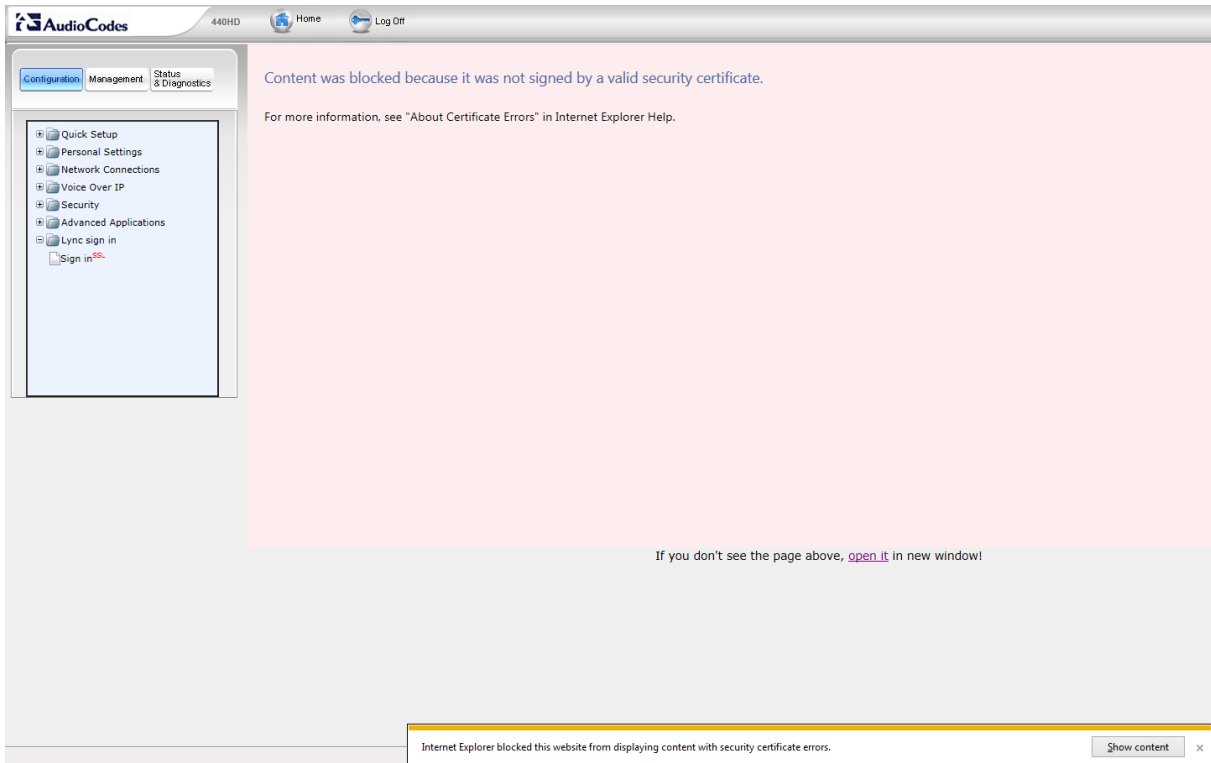 AudioCodes
440HD
Home
Log Off
Configuration
Management
Status
& Diagnostics
Quick Setup
Personal Settings
Network Connections
Voice Over IP
Security
Advanced Applications
Lync sign in
Sign inSSL
Content was blocked because it was not signed by a valid security certificate.
For more information, see "About Certificate Errors" in Internet Explorer Help.
If you don't see the page above, open it in new window!
Internet Explorer blocked this website from displaying content with security certificate errors.
Show content